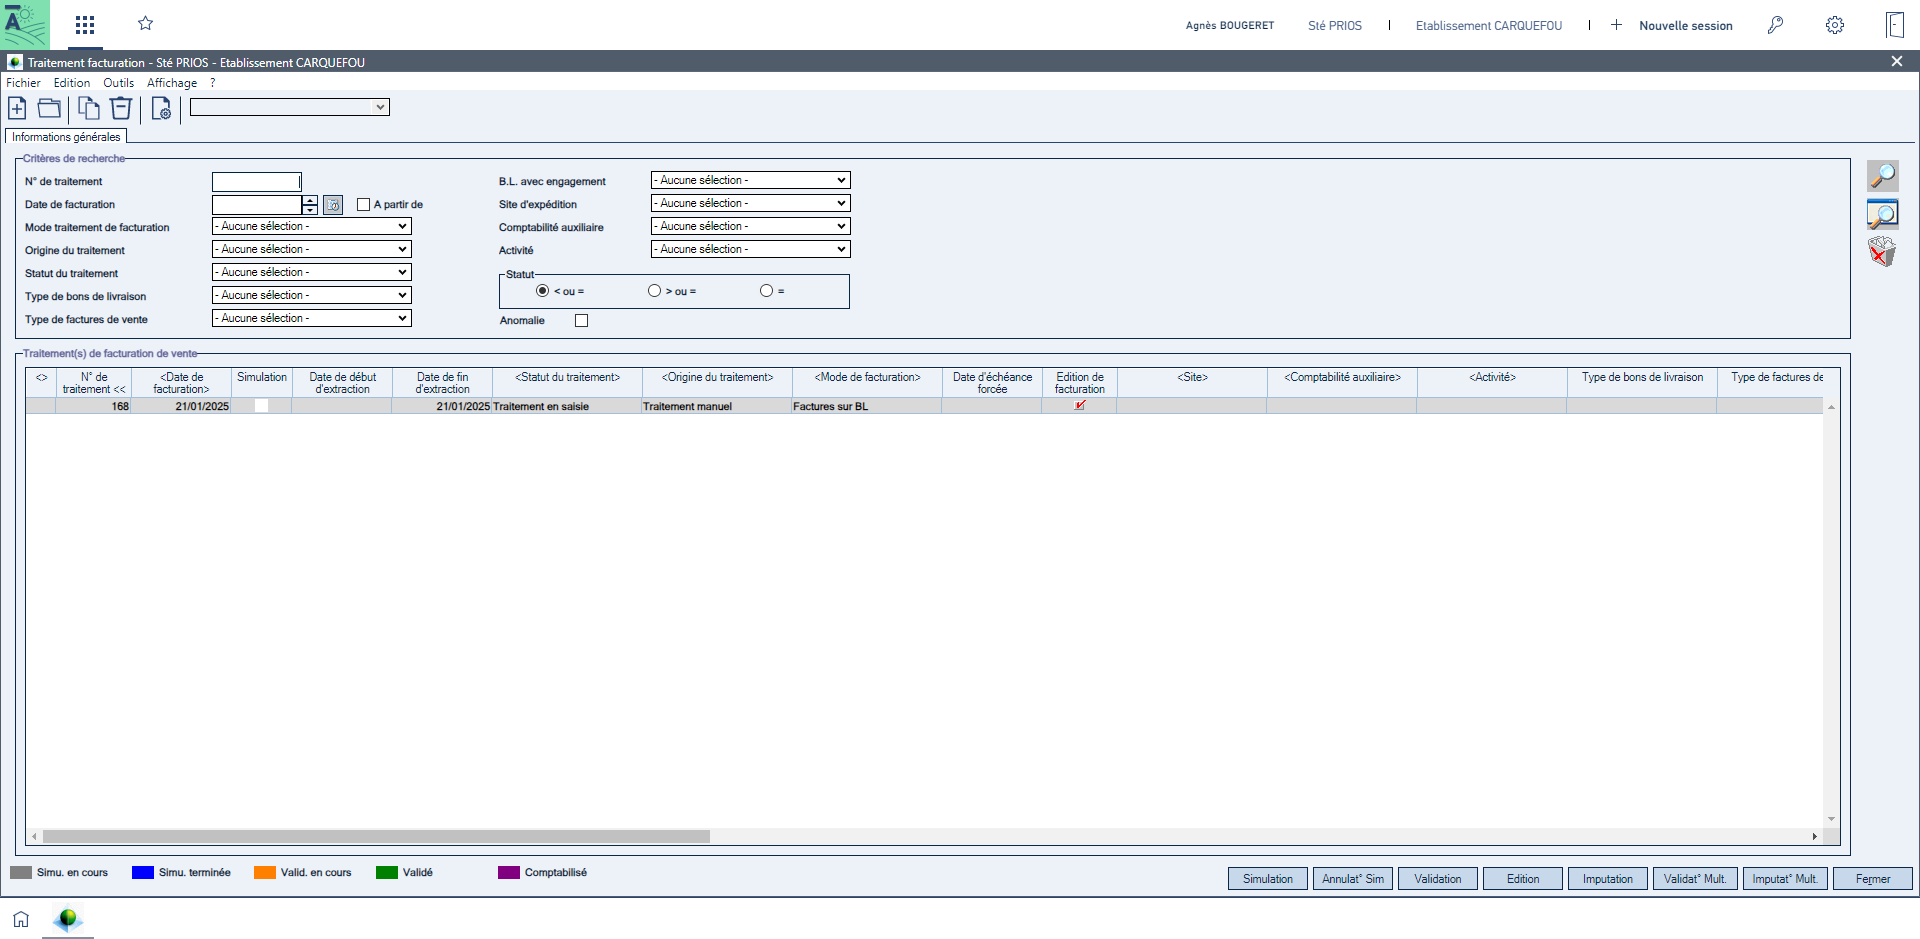 Agnès BOUGERET Sté PRIOS | Etablissement CARQUEFOU | + Nouvelle session
Traitement facturation - Sté PRIOS - Etablissement CARQUEFOU
Fichier Edition Outils Affichage ?
Informations générales
Critères de recherche
N° de traitement
B.L. avec engagement - Aucune sélection -
Date de facturation A partir de
Site d'expédition - Aucune sélection -
Mode traitement de facturation - Aucune sélection -
Comptabilité auxiliaire - Aucune sélection -
Origine du traitement - Aucune sélection -
Activité - Aucune sélection -
Statut du traitement - Aucune sélection -
Statut
Type de bons de livraison - Aucune sélection -
< ou = > ou = =
Type de factures de vente - Aucune sélection -
Anomalie
Traitement(s) de facturation de vente
<> N° de traitement << <Date de facturation> Simulation Date de début d'extraction Date de fin d'extraction <Statut du traitement> <Origine du traitement> <Mode de facturation> Date d'échéance forcée Edition de facturation <Site> <Comptabilité auxiliaire> <Activité> Type de bons de livraison Type de factures de
168 21/01/2025 21/01/2025 Traitement en saisie Traitement manuel Factures sur BL
Simu. en cours Simu. terminée Valid. en cours Validé Comptabilisé
Simulation Annulat° Sim Validation Edition Imputation Validat° Mult. Imputat° Mult. Fermer